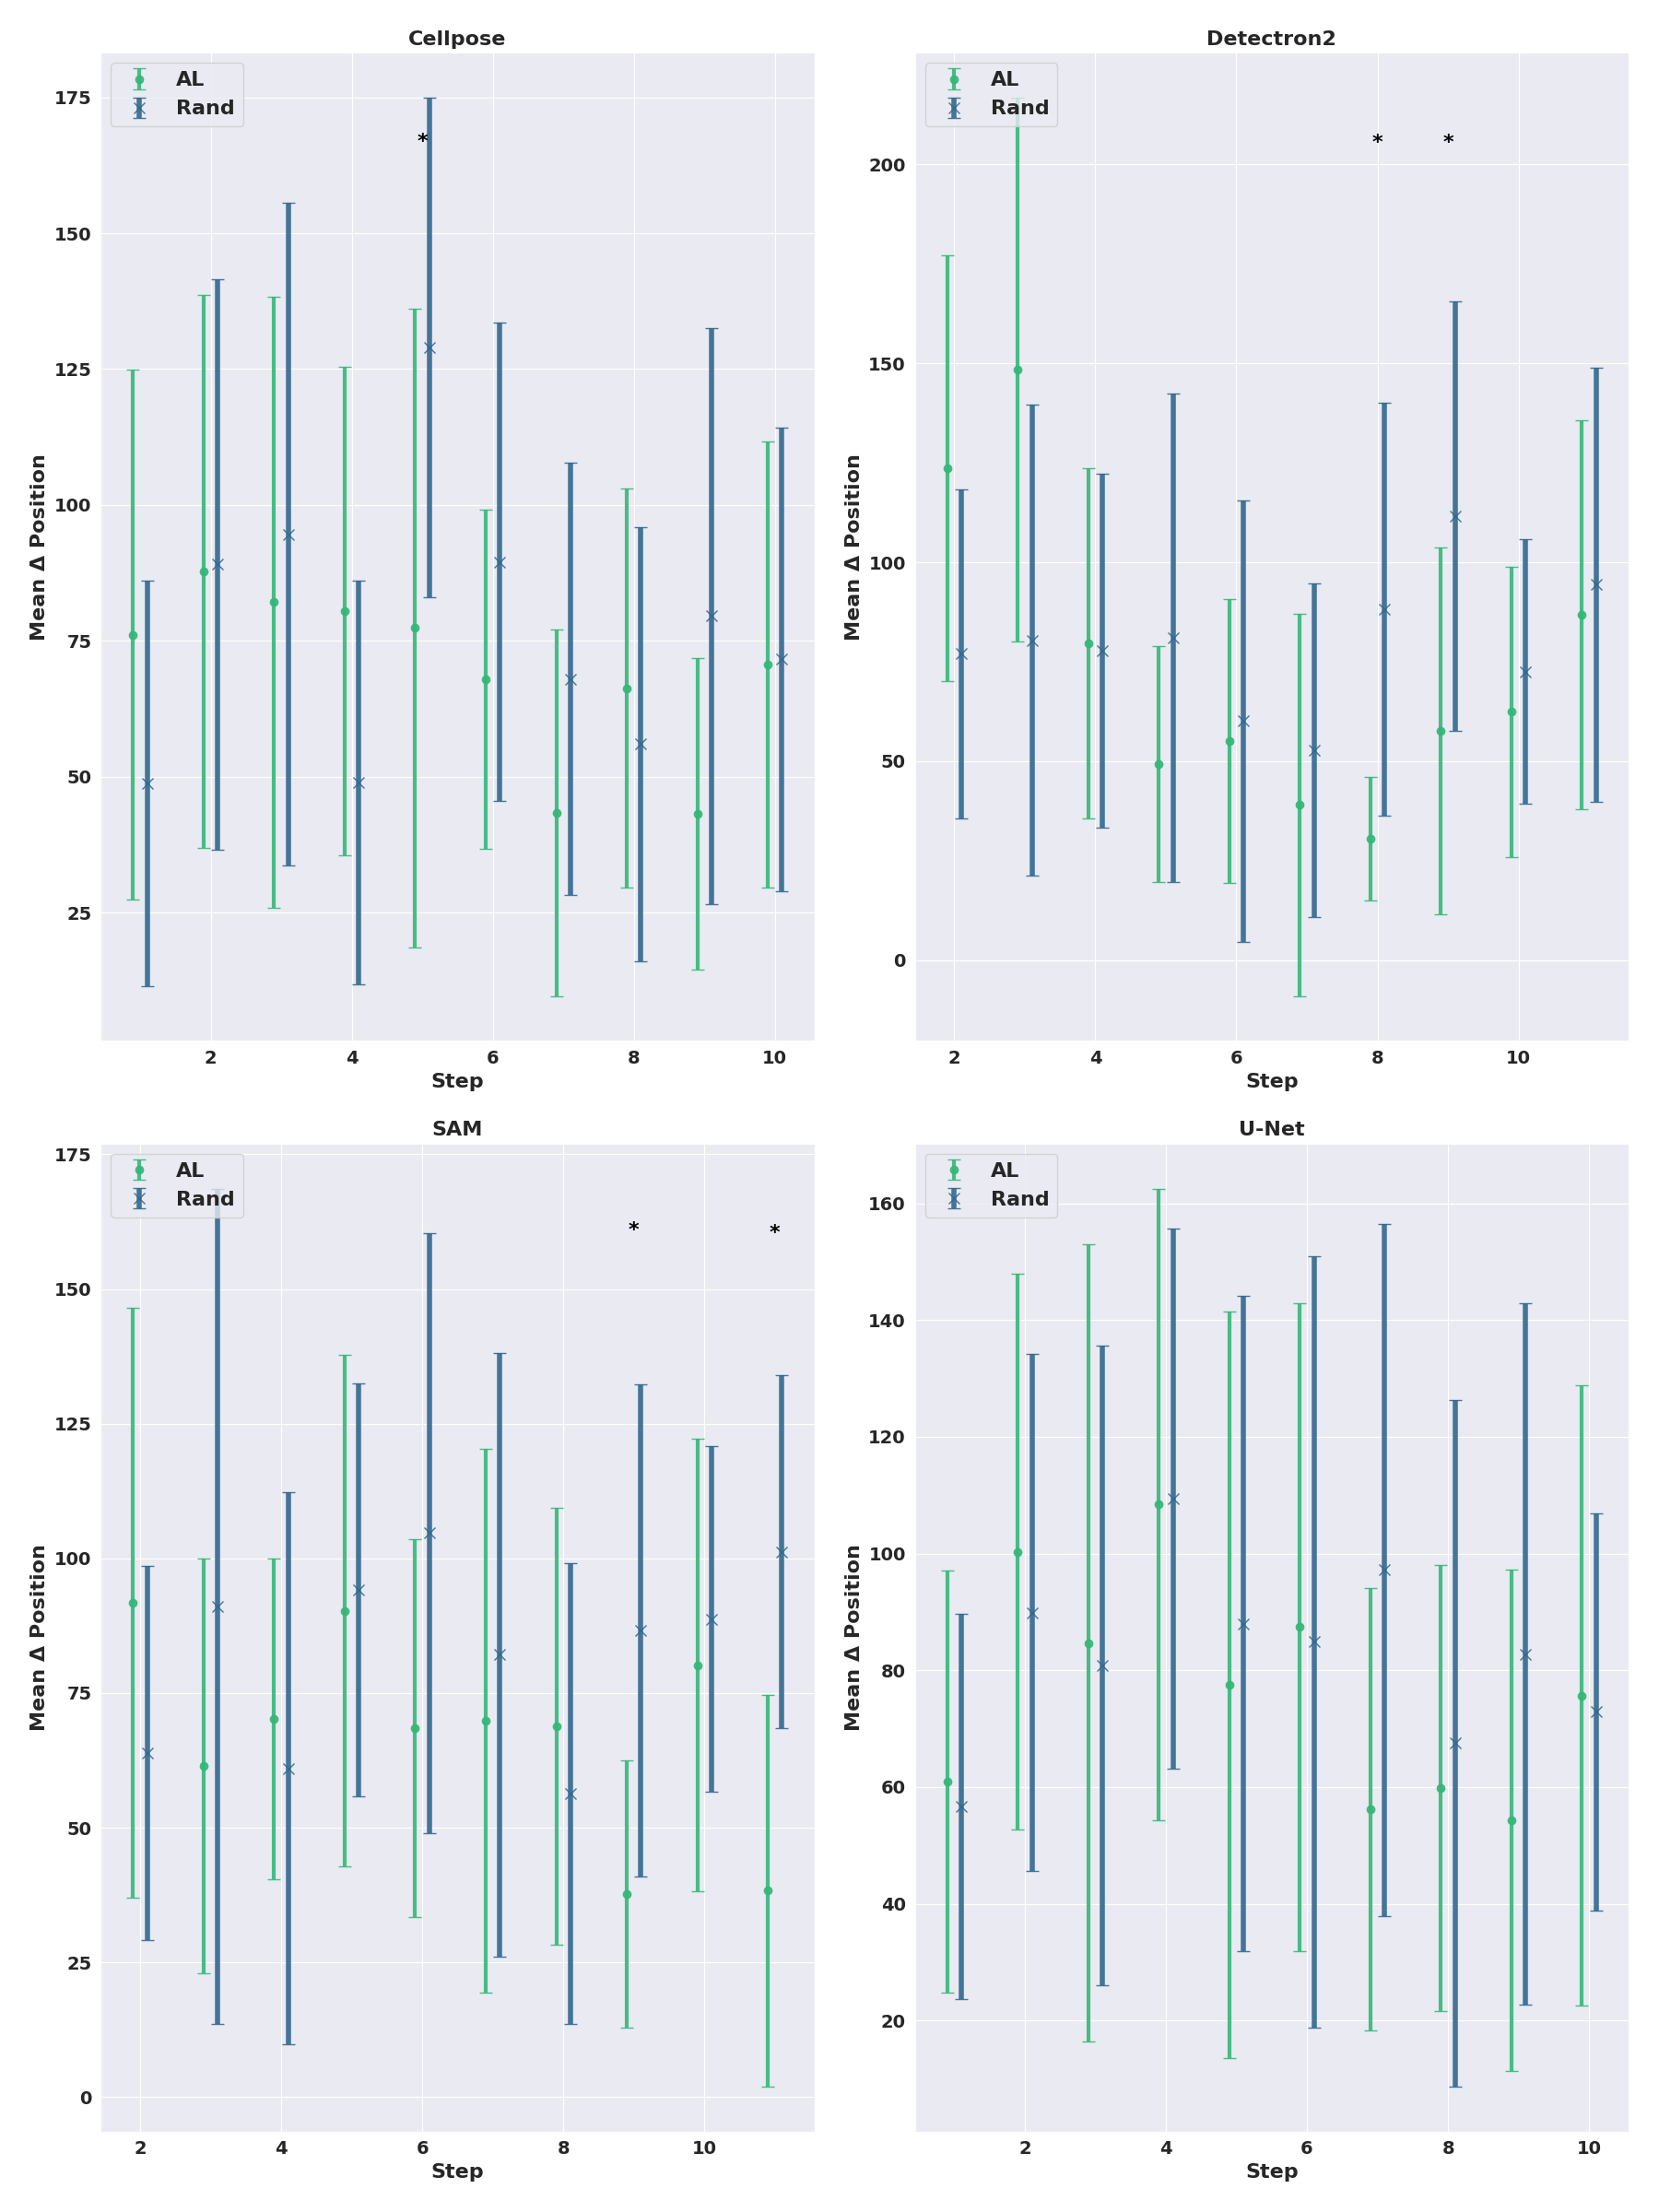 Cellpose
AL
Rand
*
175
150
125
100
75
50
25
Mean Δ Position
2 4 6 8 10
Step
Detectron2
AL
Rand
* *
200
150
100
50
0
Mean Δ Position
2 4 6 8 10
Step
SAM
AL
Rand
* *
175
150
125
100
75
50
25
0
Mean Δ Position
2 4 6 8 10
Step
U-Net
AL
Rand
160
140
120
100
80
60
40
20
Mean Δ Position
2 4 6 8 10
Step